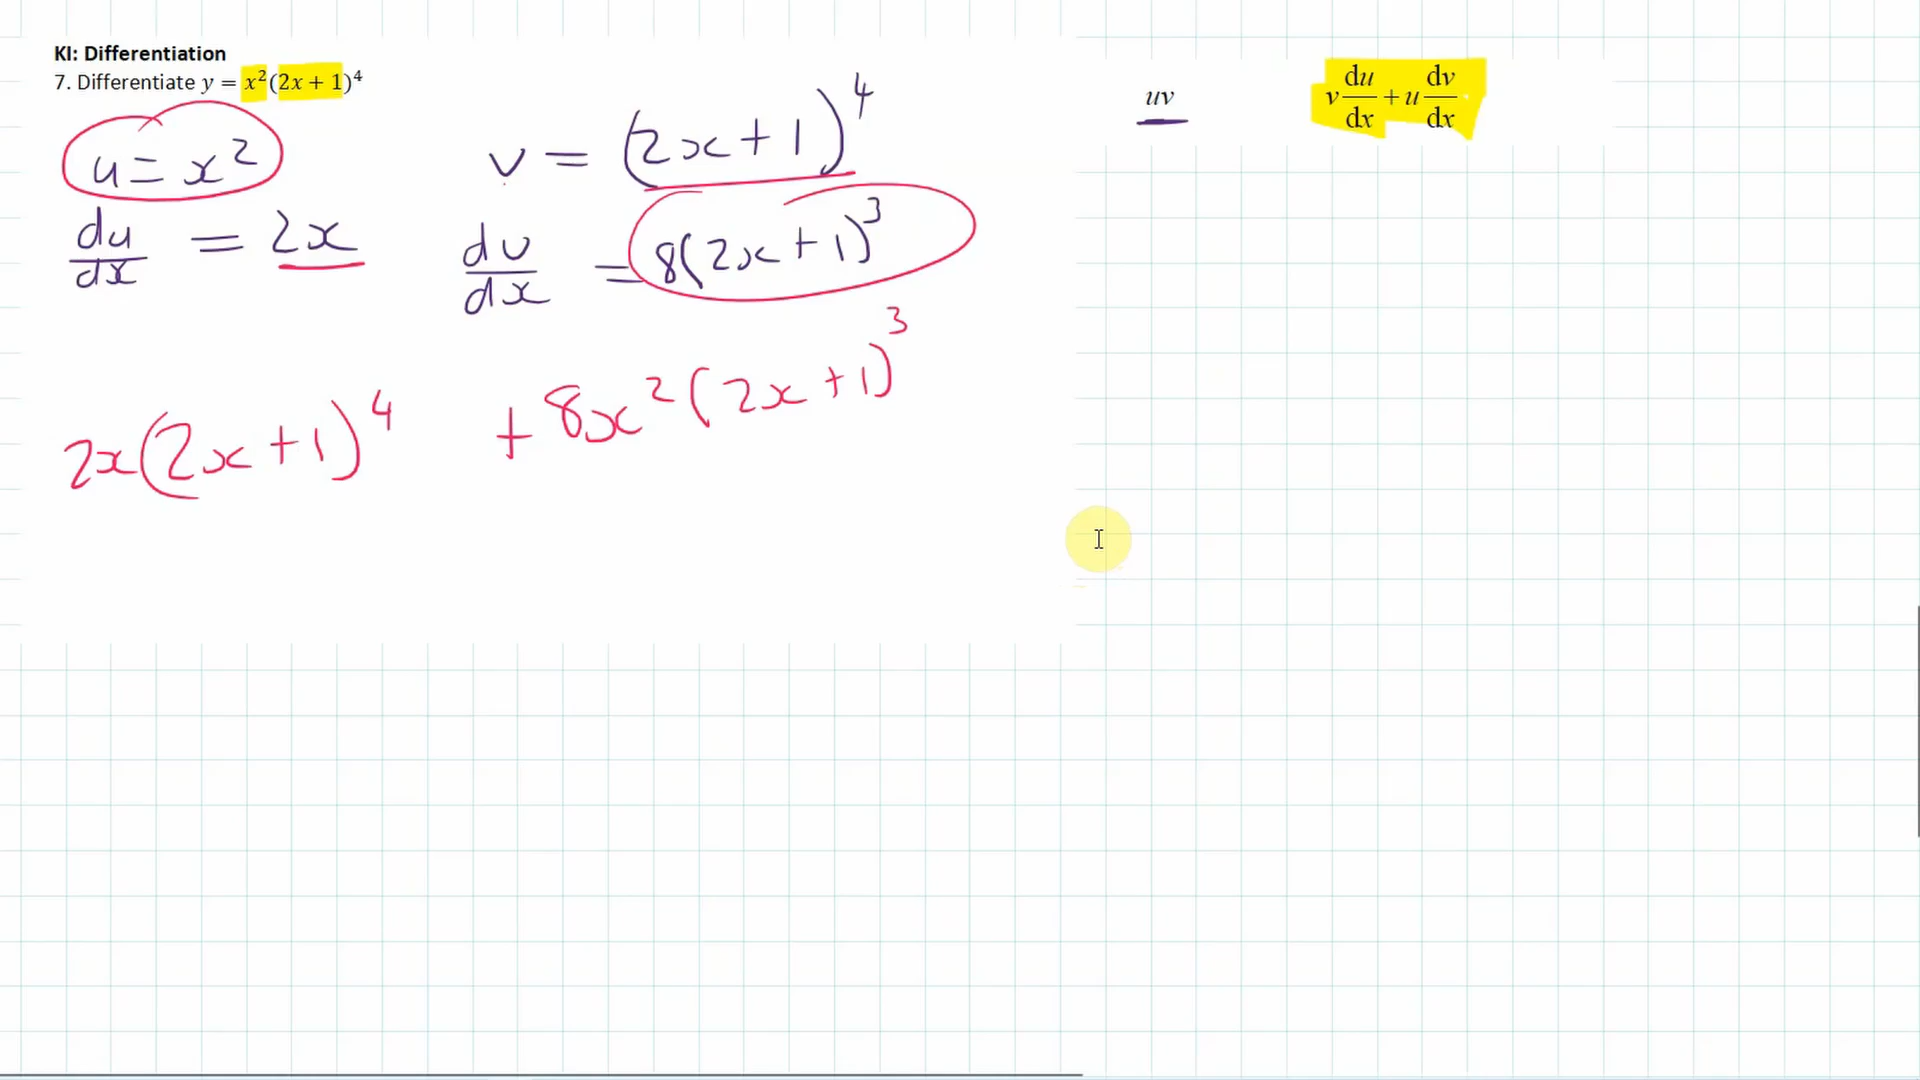 KI: Differentiation
7. Differentiate y = x²(2x + 1)⁴
uv
v du/dx + u dv/dx
u = x²
v = (2x + 1)⁴
du/dx = 2x
dv/dx = 8(2x + 1)³
2x(2x + 1)⁴ + 8x²(2x + 1)³